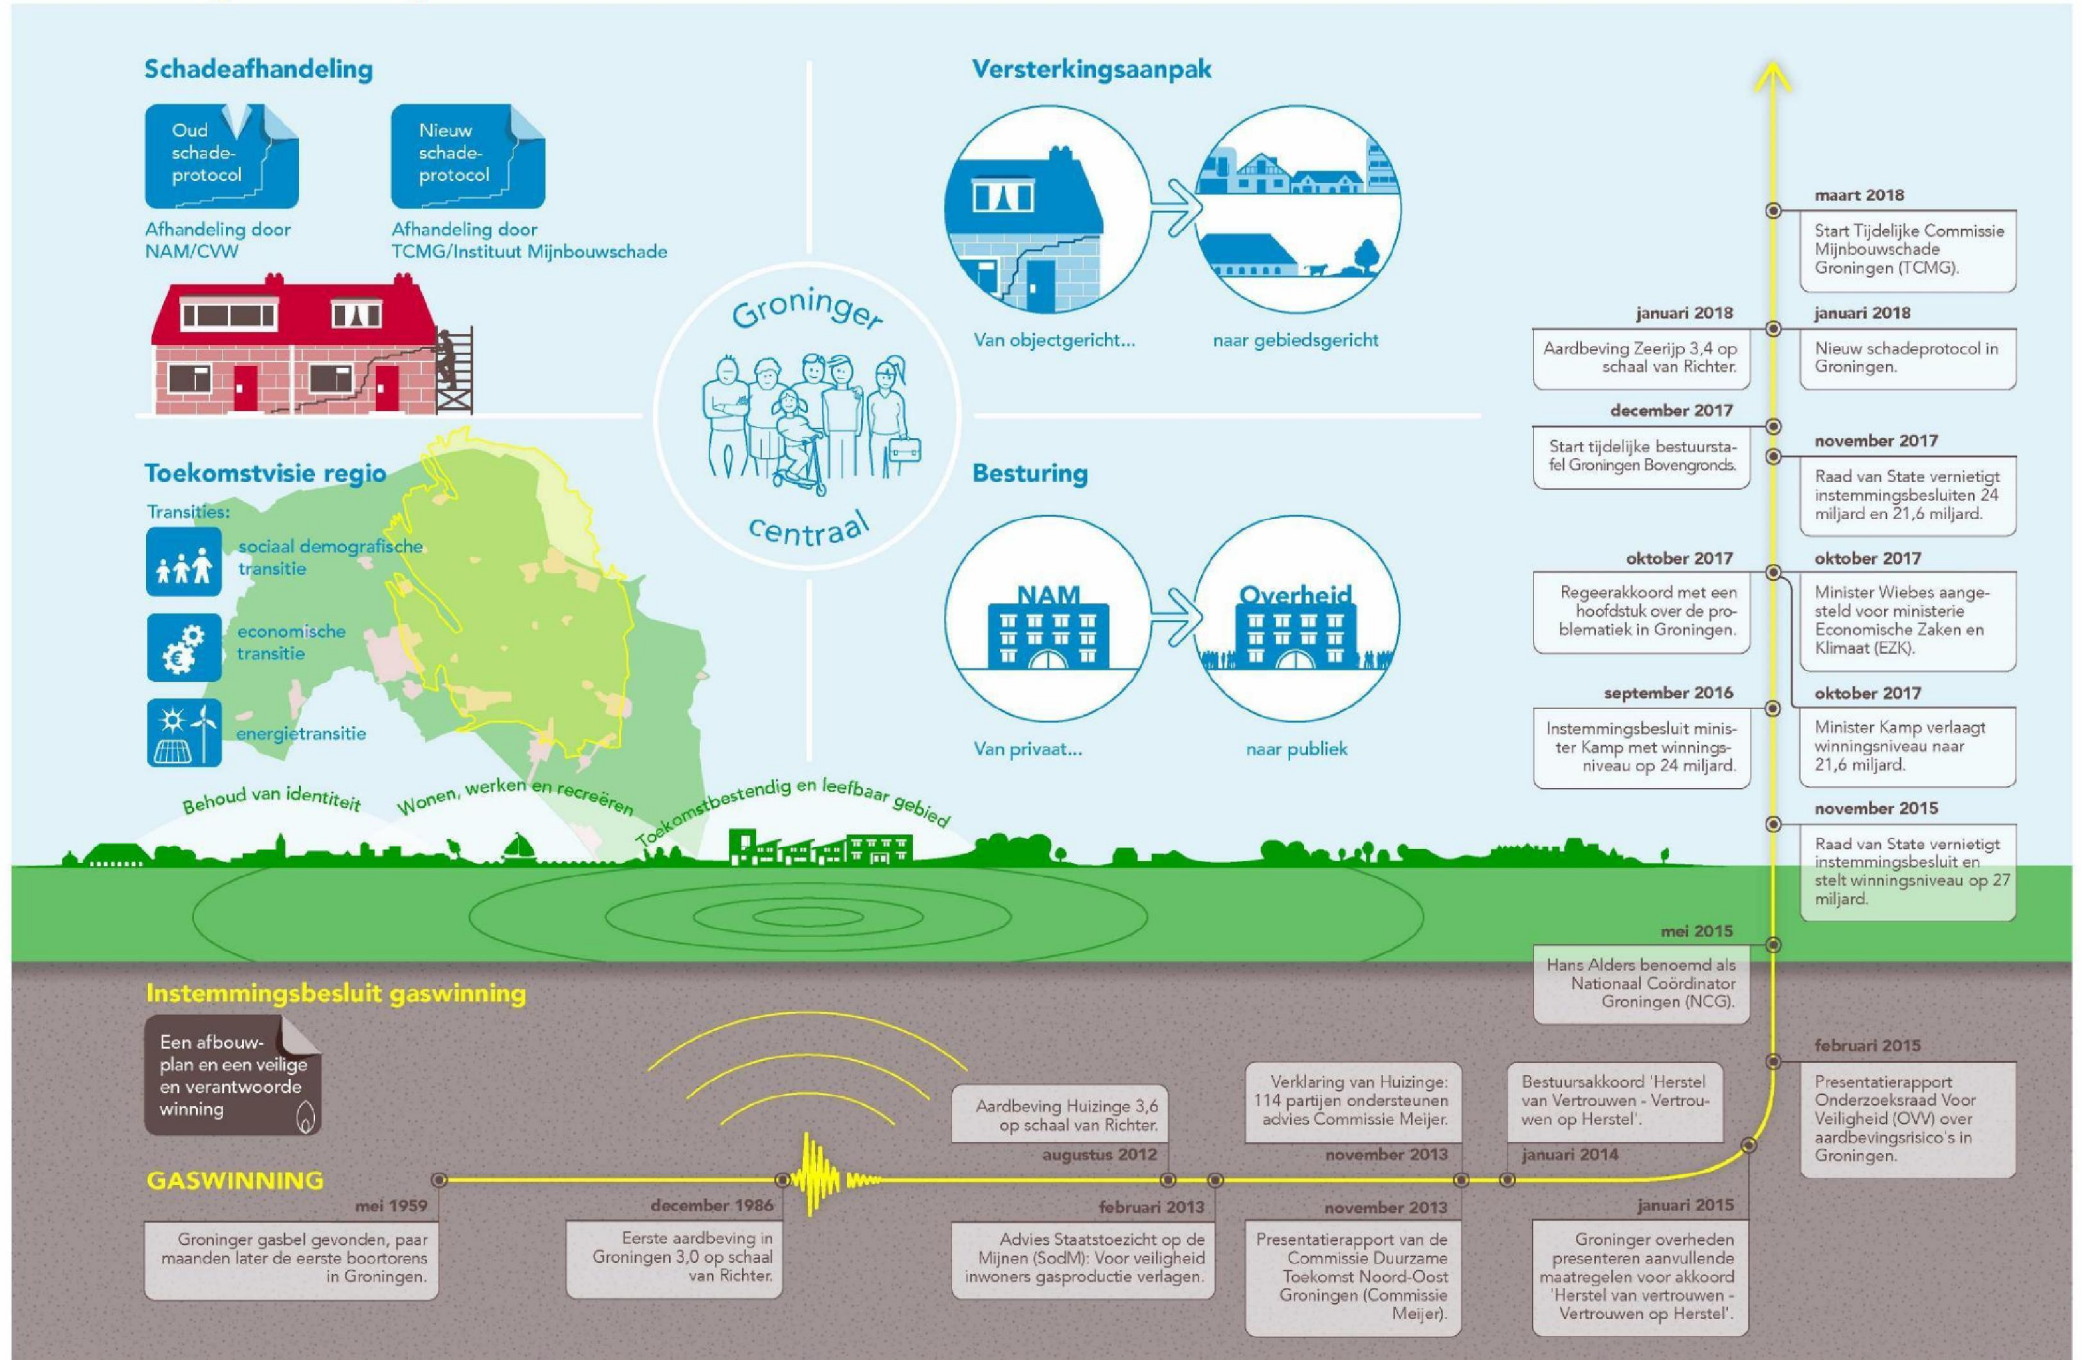 Schadeafhandeling
Oud
schade-
protocol
Afhandeling door
NAM/CVW
Nieuw
schade-
protocol
Afhandeling door
TCMG/Instituut Mijnbouwschade
Versterkingsaanpak
Van objectgericht...
naar gebiedsgericht
Groninger
centraal
Toekomstvisie regio
Transities:
sociaal demografische
transitie
economische
transitie
energietransitie
Besturing
NAM
Overheid
Van privaat...
naar publiek
Behoud van identiteit
Wonen, werken en recreëren
Toekomstbestendig en leefbaar gebied
Instemmingsbesluit gaswinning
Een afbouw-
plan en een veilige
en verantwoorde
winning
GASWINNING
mei 1959
Groninger gasbel gevonden, paar
maanden later de eerste boortorens
in Groningen.
december 1986
Eerste aardbeving in
Groningen 3,0 op schaal
van Richter.
Aardbeving Huizinge 3,6
op schaal van Richter.
augustus 2012
februari 2013
Advies Staatstoezicht op de
Mijnen (SodM): Voor veiligheid
inwoners gasproductie verlagen.
Verklaring van Huizinge:
114 partijen ondersteunen
advies Commissie Meijer.
november 2013
november 2013
Presentatierapport van de
Commissie Duurzame
Toekomst Noord-Oost
Groningen (Commissie
Meijer).
Bestuursakkoord 'Herstel
van Vertrouwen - Vertrou-
wen op Herstel'.
januari 2014
januari 2015
Groninger overheden
presenteren aanvullende
maatregelen voor akkoord
'Herstel van vertrouwen -
Vertrouwen op Herstel'.
februari 2015
Presentatierapport
Onderzoeksraad Voor
Veiligheid (OVV) over
aardbevingsrisico's in
Groningen.
mei 2015
Hans Alders benoemd als
Nationaal Coördinator
Groningen (NCG).
november 2015
Raad van State vernietigt
instemmingsbesluit en
stelt winningsniveau op 27
miljard.
september 2016
Instemmingsbesluit minis-
ter Kamp met winnings-
niveau op 24 miljard.
oktober 2017
Minister Kamp verlaagt
winningsniveau naar
21,6 miljard.
oktober 2017
Regeerakkoord met een
hoofdstuk over de pro-
blematiek in Groningen.
oktober 2017
Minister Wiebes aange-
steld voor ministerie
Economische Zaken en
Klimaat (EZK).
november 2017
Raad van State vernietigt
instemmingsbesluiten 24
miljard en 21,6 miljard.
december 2017
Start tijdelijke bestuursta-
fel Groningen Bovengronds.
januari 2018
Aardbeving Zeerijp 3,4 op
schaal van Richter.
januari 2018
Nieuw schadeprotocol in
Groningen.
maart 2018
Start Tijdelijke Commissie
Mijnbouwschade
Groningen (TCMG).